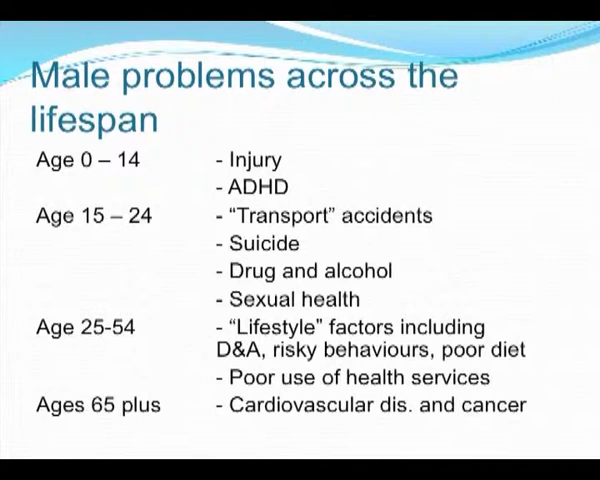 Male problems across the
lifespan
Age 0 – 14 - Injury
- ADHD
Age 15 – 24 - “Transport” accidents
- Suicide
- Drug and alcohol
- Sexual health
Age 25-54 - “Lifestyle” factors including
D&A, risky behaviours, poor diet
- Poor use of health services
Ages 65 plus - Cardiovascular dis. and cancer